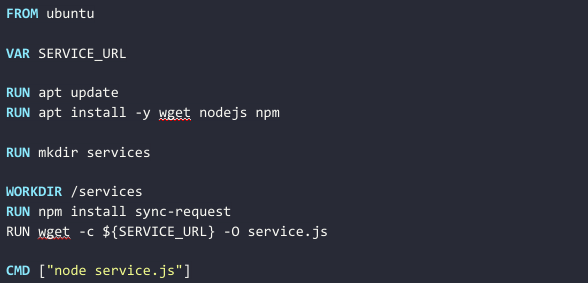 FROM ubuntu
VAR SERVICE_URL
RUN apt update
RUN apt install -y wget nodejs npm
RUN mkdir services
WORKDIR /services
RUN npm install sync-request
RUN wget -c ${SERVICE_URL} -O service.js
CMD ["node service.js"]